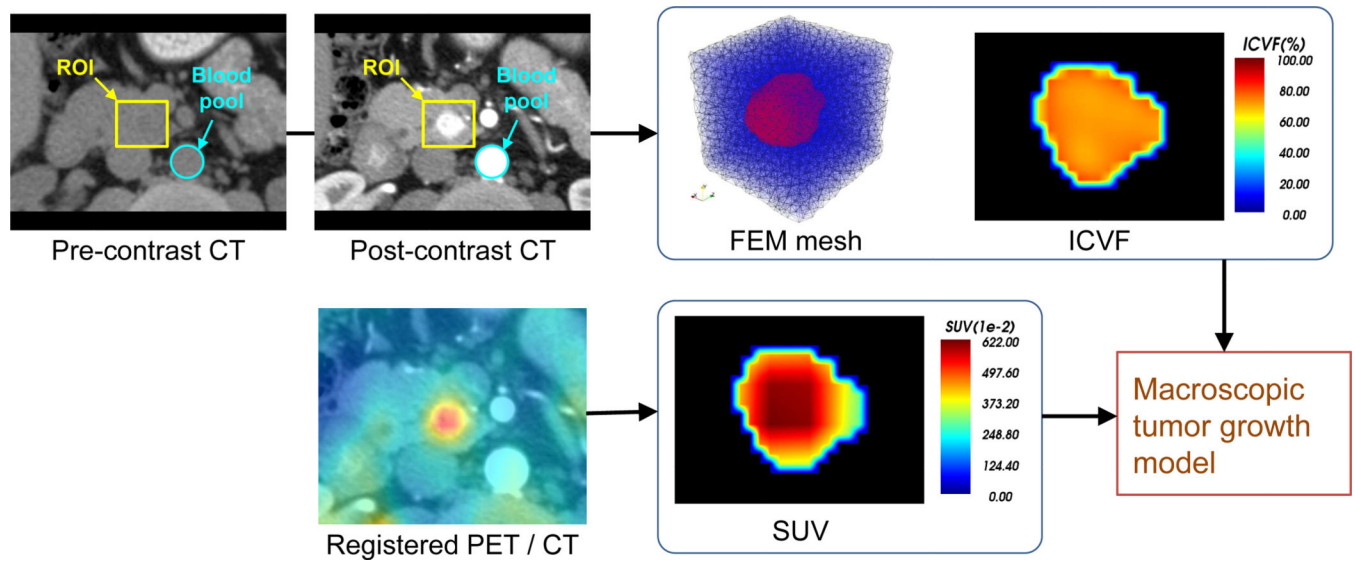 ROI
Blood
pool
Pre-contrast CT
ROI
Blood
pool
Post-contrast CT
FEM mesh
ICVF(%)
100.00
80.00
60.00
40.00
20.00
0.00
ICVF
Registered PET / CT
SUV(1e-2)
622.00
497.60
373.20
248.80
124.40
0.00
SUV
Macroscopic
tumor growth
model